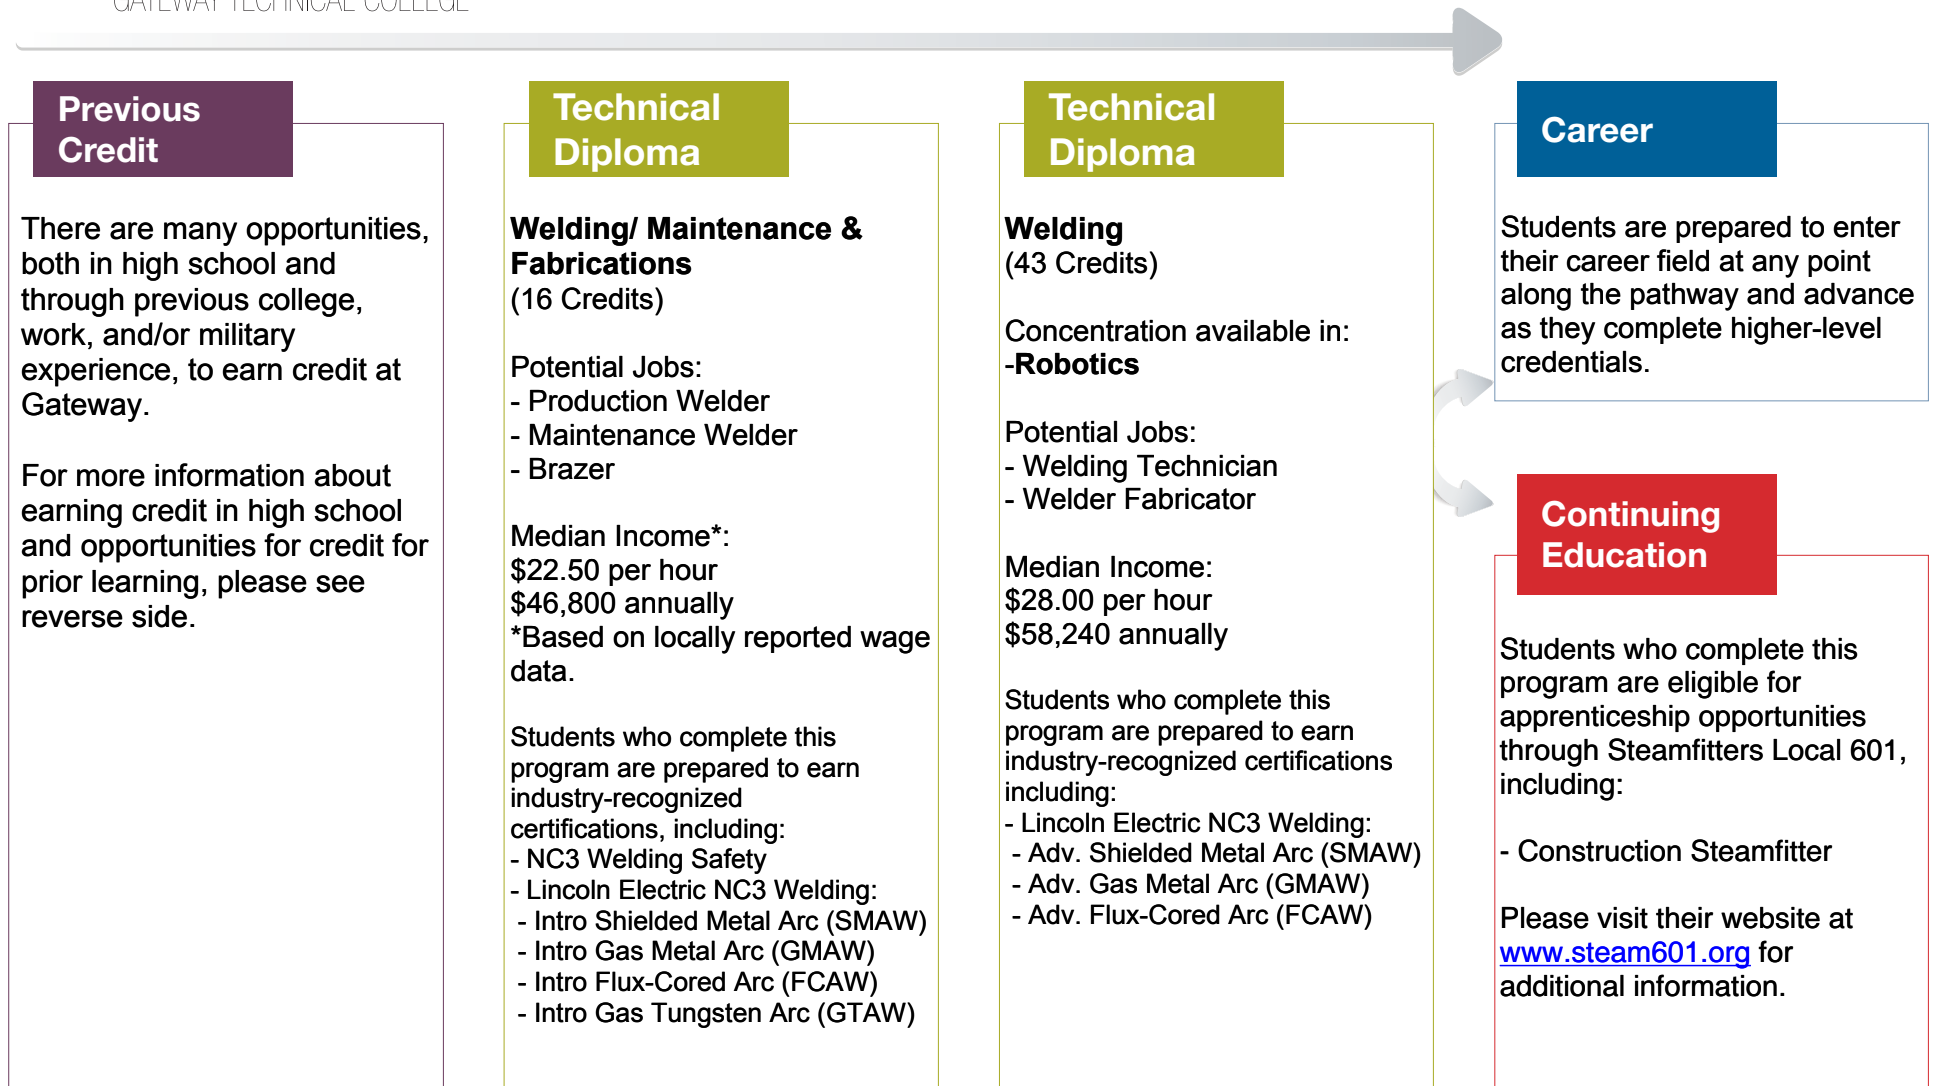 GATEWAY TECHNICAL COLLEGE
Previous
Credit
There are many opportunities,
both in high school and
through previous college,
work, and/or military
experience, to earn credit at
Gateway.
For more information about
earning credit in high school
and opportunities for credit for
prior learning, please see
reverse side.
Technical
Diploma
Welding/ Maintenance &
Fabrications
(16 Credits)
Potential Jobs:
- Production Welder
- Maintenance Welder
- Brazer
Median Income*:
$22.50 per hour
$46,800 annually
*Based on locally reported wage
data.
Students who complete this
program are prepared to earn
industry-recognized
certifications, including:
- NC3 Welding Safety
- Lincoln Electric NC3 Welding:
- Intro Shielded Metal Arc (SMAW)
- Intro Gas Metal Arc (GMAW)
- Intro Flux-Cored Arc (FCAW)
- Intro Gas Tungsten Arc (GTAW)
Technical
Diploma
Welding
(43 Credits)
Concentration available in:
-Robotics
Potential Jobs:
- Welding Technician
- Welder Fabricator
Median Income:
$28.00 per hour
$58,240 annually
Students who complete this
program are prepared to earn
industry-recognized certifications
including:
- Lincoln Electric NC3 Welding:
- Adv. Shielded Metal Arc (SMAW)
- Adv. Gas Metal Arc (GMAW)
- Adv. Flux-Cored Arc (FCAW)
Career
Students are prepared to enter
their career field at any point
along the pathway and advance
as they complete higher-level
credentials.
Continuing
Education
Students who complete this
program are eligible for
apprenticeship opportunities
through Steamfitters Local 601,
including:
- Construction Steamfitter
Please visit their website at
www.steam601.org for
additional information.